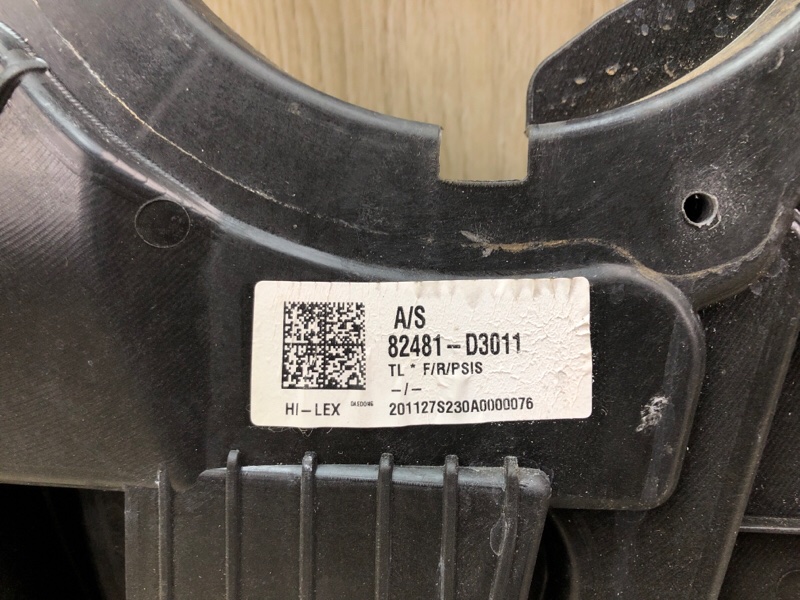 A/S
82481-D3011
TL * F/R/PSIS
-/-
HI-LEX
201127S230A0000076